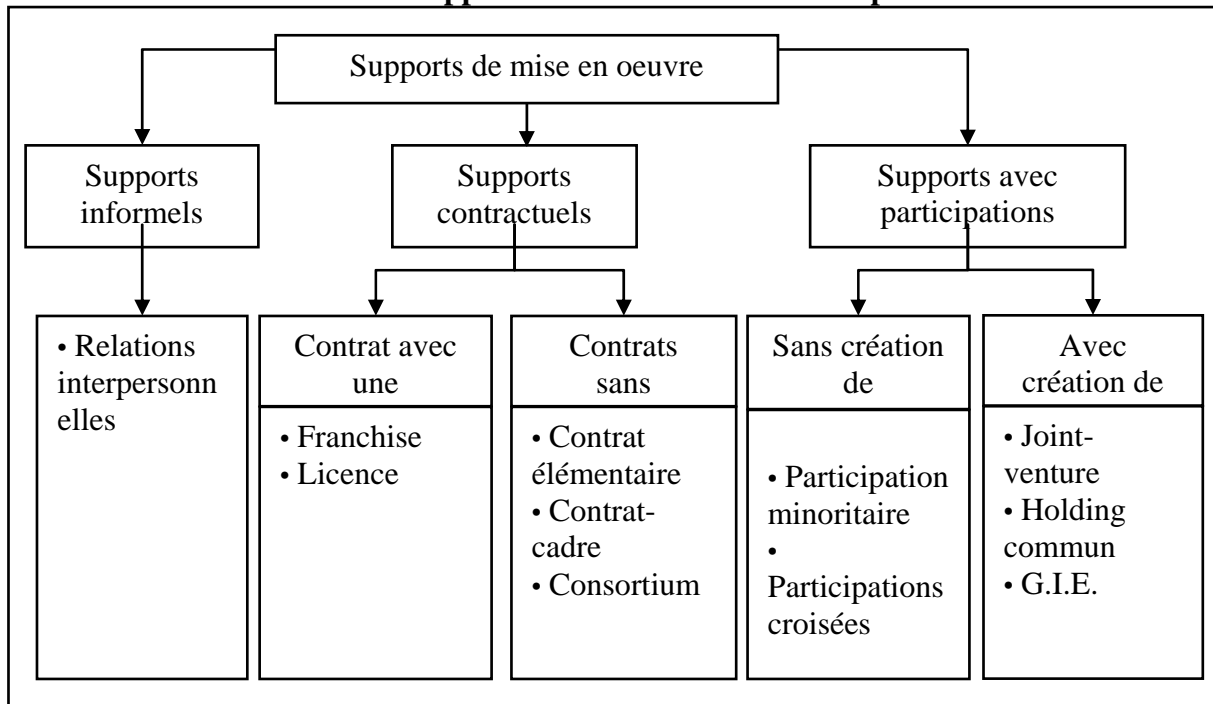 Supports de mise en oeuvre
Supports
informels
Supports
contractuels
Supports avec
participations
• Relations
interpersonn
elles
Contrat avec
une
• Franchise
• Licence
Contrats
sans
• Contrat
élémentaire
• Contrat-
cadre
• Consortium
Sans création
de
• Participation
minoritaire
•
Participations
croisées
Avec
création de
• Joint-
venture
• Holding
commun
• G.I.E.